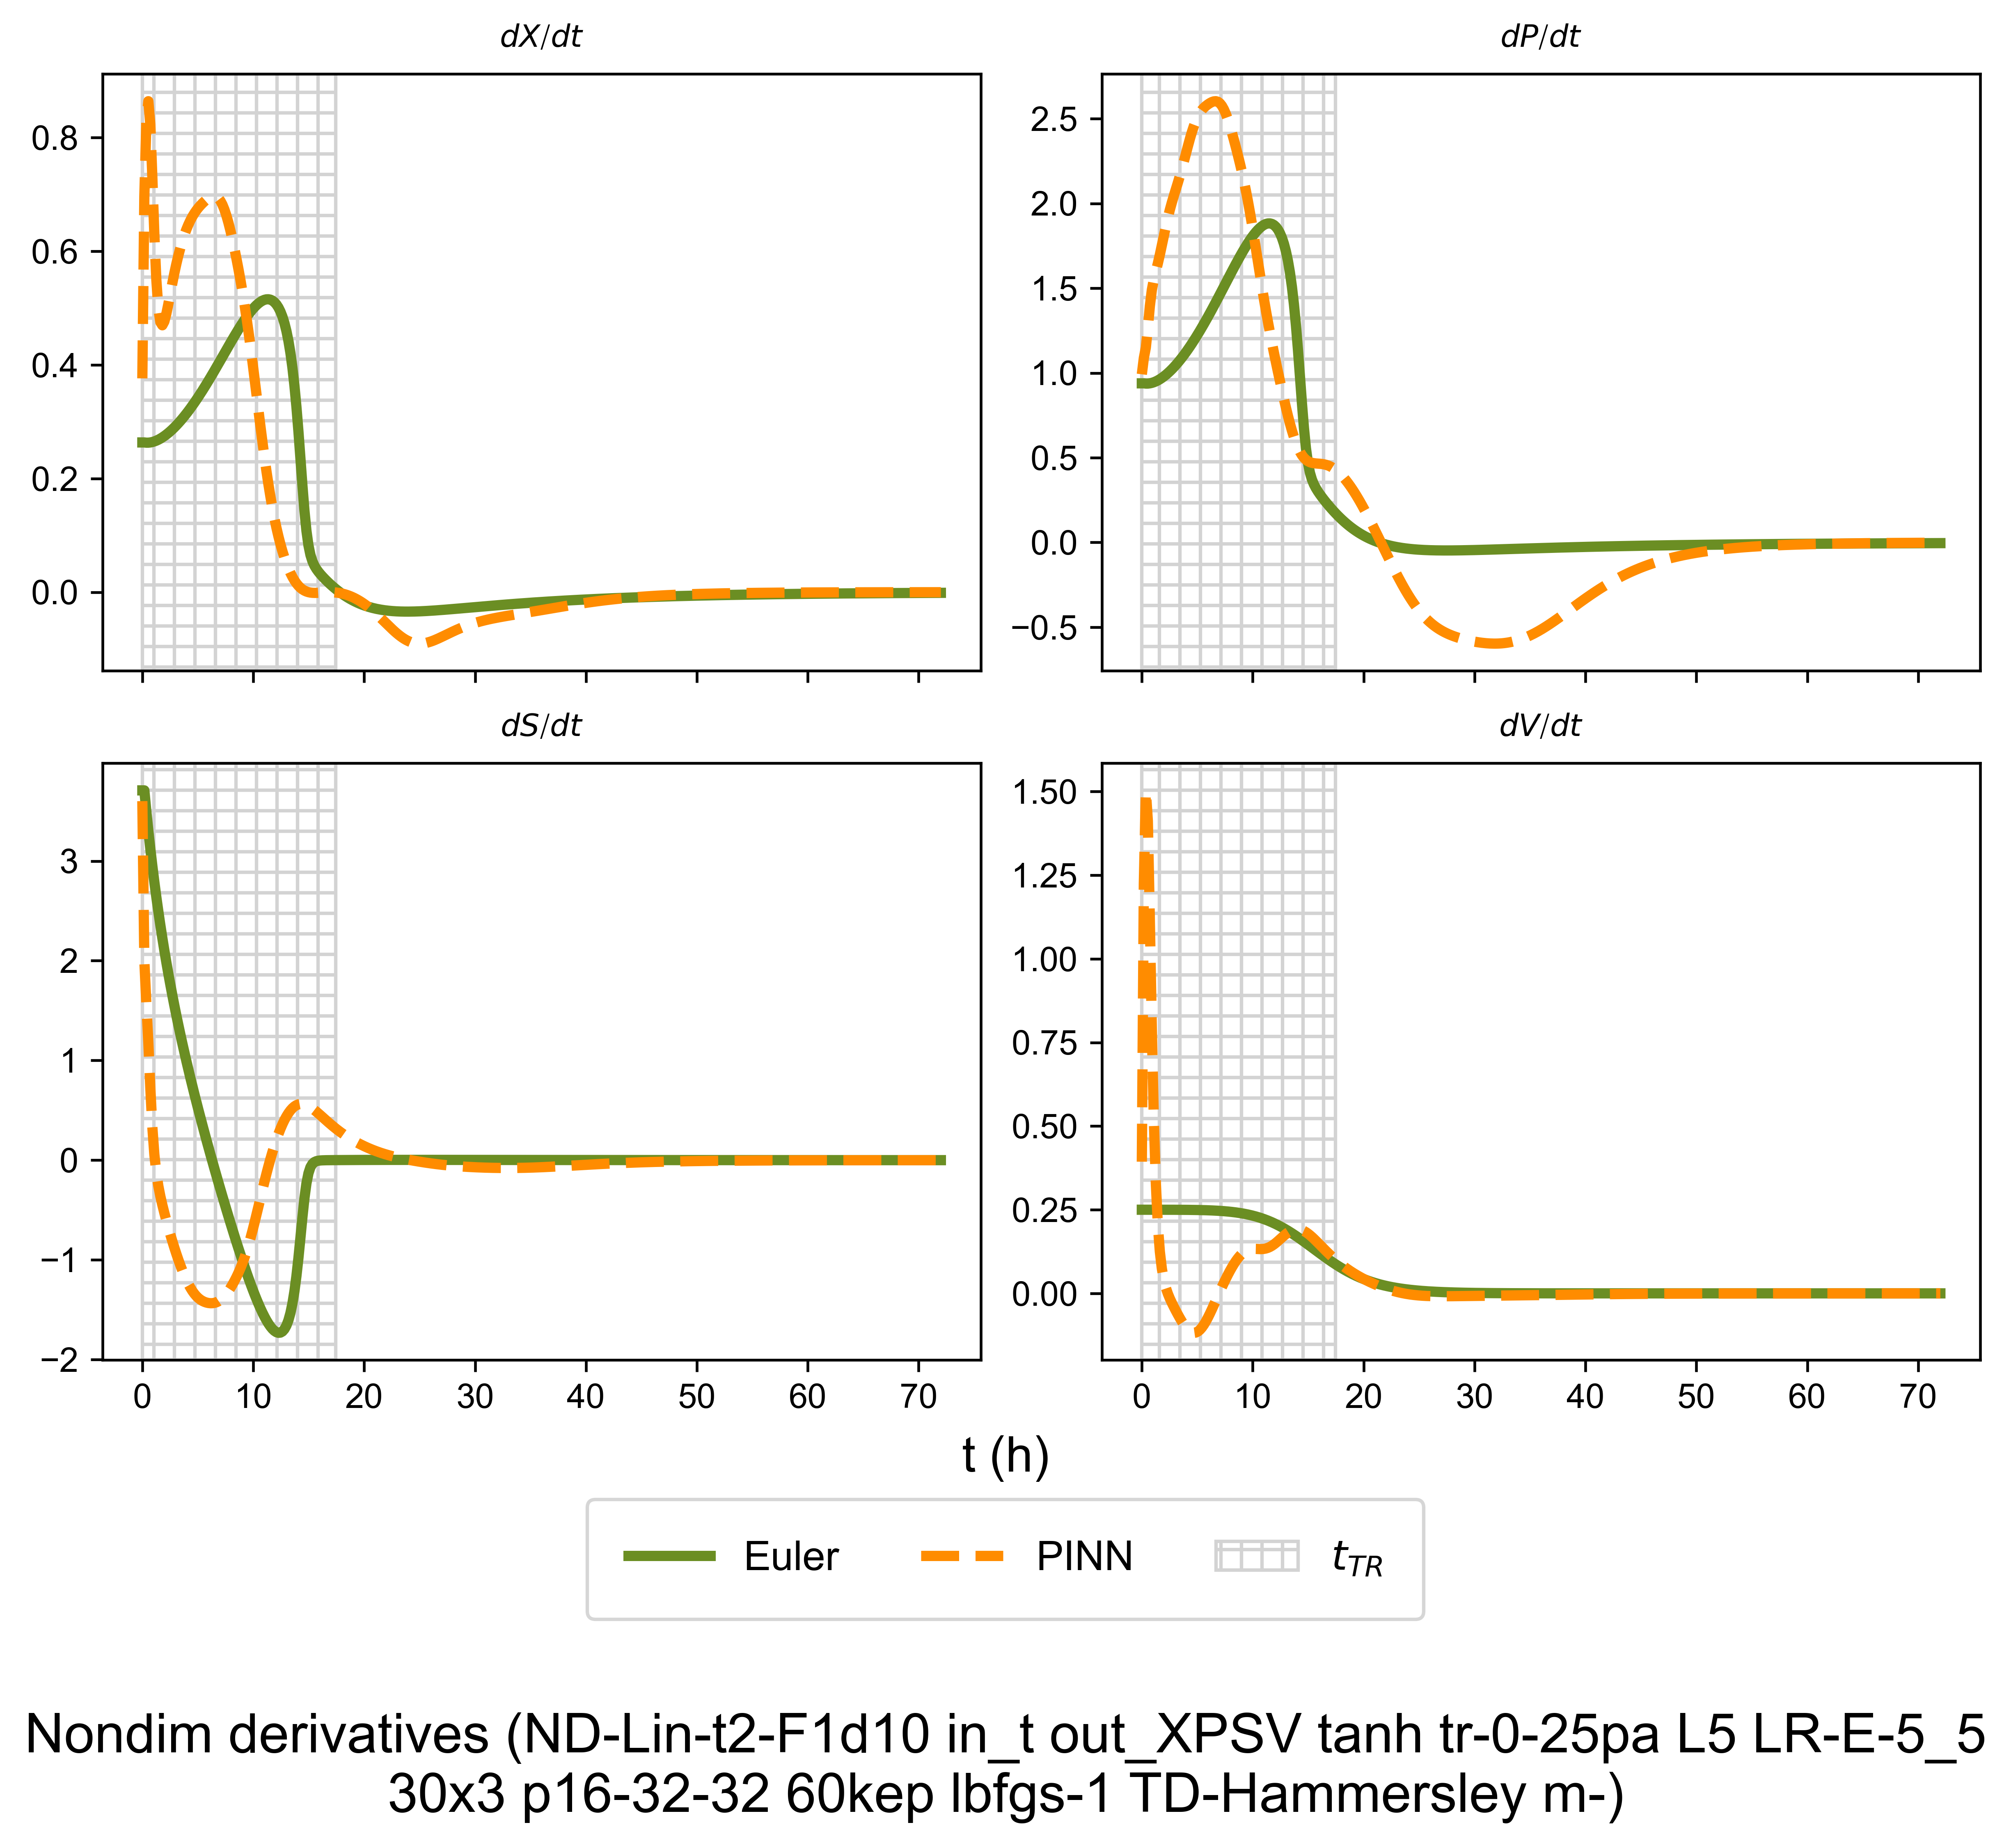 dX/dt
dP/dt
0.8
0.6
0.4
0.2
0.0
2.5
2.0
1.5
1.0
0.5
0.0
−0.5
dS/dt
dV/dt
3
2
1
0
−1
−2
1.50
1.25
1.00
0.75
0.50
0.25
0.00
0 10 20 30 40 50 60 70
0 10 20 30 40 50 60 70
t (h)
Euler PINN t_TR
Nondim derivatives (ND-Lin-t2-F1d10 in_t out_XPSV tanh tr-0-25pa L5 LR-E-5_5
30x3 p16-32-32 60kep lbfgs-1 TD-Hammersley m-)